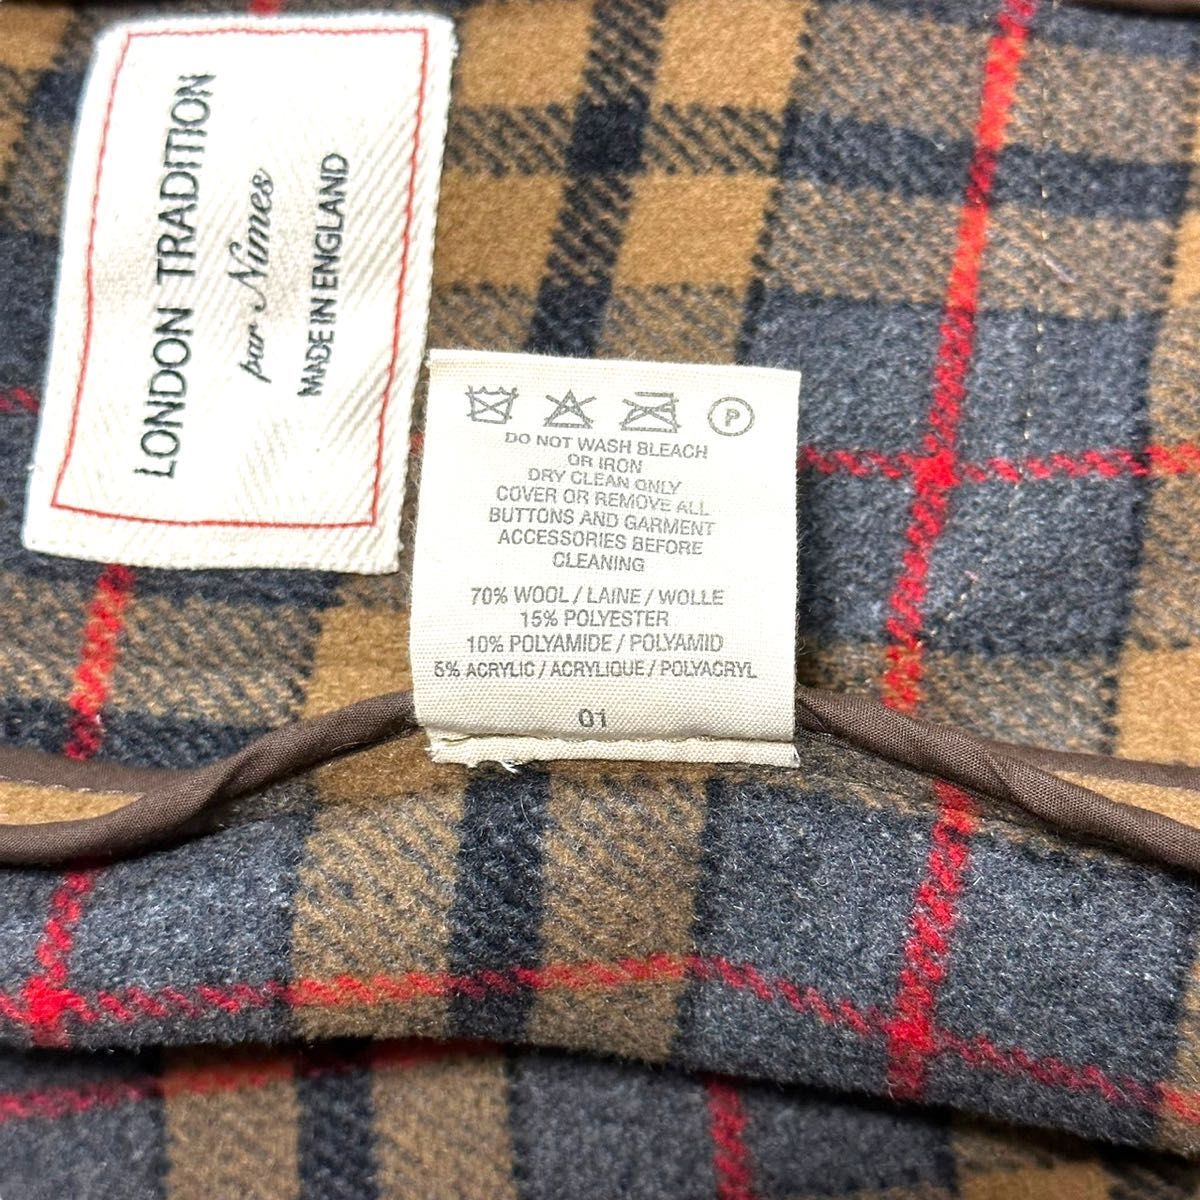 LONDON TRADITION
par Nîmes
MADE IN ENGLAND
P
DO NOT WASH BLEACH
OR IRON
DRY CLEAN ONLY
COVER OR REMOVE ALL
BUTTONS AND GARMENT
ACCESSORIES BEFORE
CLEANING
70% WOOL / LAINE / WOLLE
15% POLYESTER
10% POLYAMIDE / POLYAMID
5% ACRYLIC / ACRYLIQUE / POLYACRYL
01